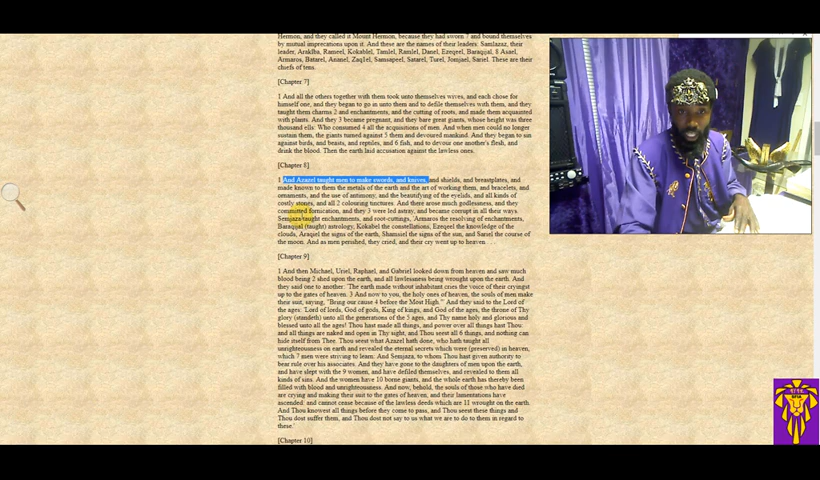 Hermon, and they called it Mount Hermon, because they had sworn 7 and bound themselves
by mutual imprecations upon it. And these are the names of their leaders: Samlazaz, their
leader, Araklba, Rameel, Kokablel, Tamlel, Ramlel, Danel, Ezeqeel, Baraqijal, 8 Asael,
Armaros, Batarel, Ananel, Zaq1el, Samsapeel, Satarel, Turel, Jomjael, Sariel. These are their
chiefs of tens.
[Chapter 7]
1 And all the others together with them took unto themselves wives, and each chose for
himself one, and they began to go in unto them and to defile themselves with them, and they
taught them charms 2 and enchantments, and the cutting of roots, and made them acquainted
with plants. And they 3 became pregnant, and they bare great giants, whose height was three
thousand ells: Who consumed 4 all the acquisitions of men. And when men could no longer
sustain them, the giants turned against 5 them and devoured mankind. And they began to sin
against birds, and beasts, and reptiles, and 6 fish, and to devour one another's flesh, and
drink the blood. Then the earth laid accusation against the lawless ones.
[Chapter 8]
1 And Azazel taught men to make swords, and knives, and shields, and breastplates, and
made known to them the metals of the earth and the art of working them, and bracelets, and
ornaments, and the use of antimony, and the beautifying of the eyelids, and all kinds of
costly stones, and all 2 colouring tinctures. And there arose much godlessness, and they
committed fornication, and they 3 were led astray, and became corrupt in all their ways.
Semjaza taught enchantments, and root-cuttings, Armaros the resolving of enchantments,
Baraqijal (taught) astrology, Kokabel the constellations, Ezeqeel the knowledge of the
clouds, Araqiel the signs of the earth, Shamsiel the signs of the sun, and Sariel the course of
the moon. And as men perished, they cried, and their cry went up to heaven . . .
[Chapter 9]
1 And then Michael, Uriel, Raphael, and Gabriel looked down from heaven and saw much
blood being 2 shed upon the earth, and all lawlessness being wrought upon the earth. And
they said one to another: 'The earth made without inhabitant cries the voice of their cryingst
up to the gates of heaven. 3 And now to you, the holy ones of heaven, the souls of men make
their suit, saying, "Bring our cause 4 before the Most High."' And they said to the Lord of
the ages: 'Lord of lords, God of gods, King of kings, and God of the ages, the throne of Thy
glory (standeth) unto all the generations of the 5 ages, and Thy name holy and glorious and
blessed unto all the ages! Thou hast made all things, and power over all things hast Thou:
and all things are naked and open in Thy sight, and Thou seest all 6 things, and nothing can
hide itself from Thee. Thou seest what Azazel hath done, who hath taught all
unrighteousness on earth and revealed the eternal secrets which were (preserved) in heaven,
which 7 men were striving to learn: And Semjaza, to whom Thou hast given authority to
bear rule over his associates. And they have gone to the daughters of men upon the earth,
and have slept with the 9 women, and have defiled themselves, and revealed to them all
kinds of sins. And the women have 10 borne giants, and the whole earth has thereby been
filled with blood and unrighteousness. And now, behold, the souls of those who have died
are crying and making their suit to the gates of heaven, and their lamentations have
ascended: and cannot cease because of the lawless deeds which are 11 wrought on the earth.
And Thou knowest all things before they come to pass, and Thou seest these things and
Thou dost suffer them, and Thou dost not say to us what we are to do to them in regard to
these.'
[Chapter 10]